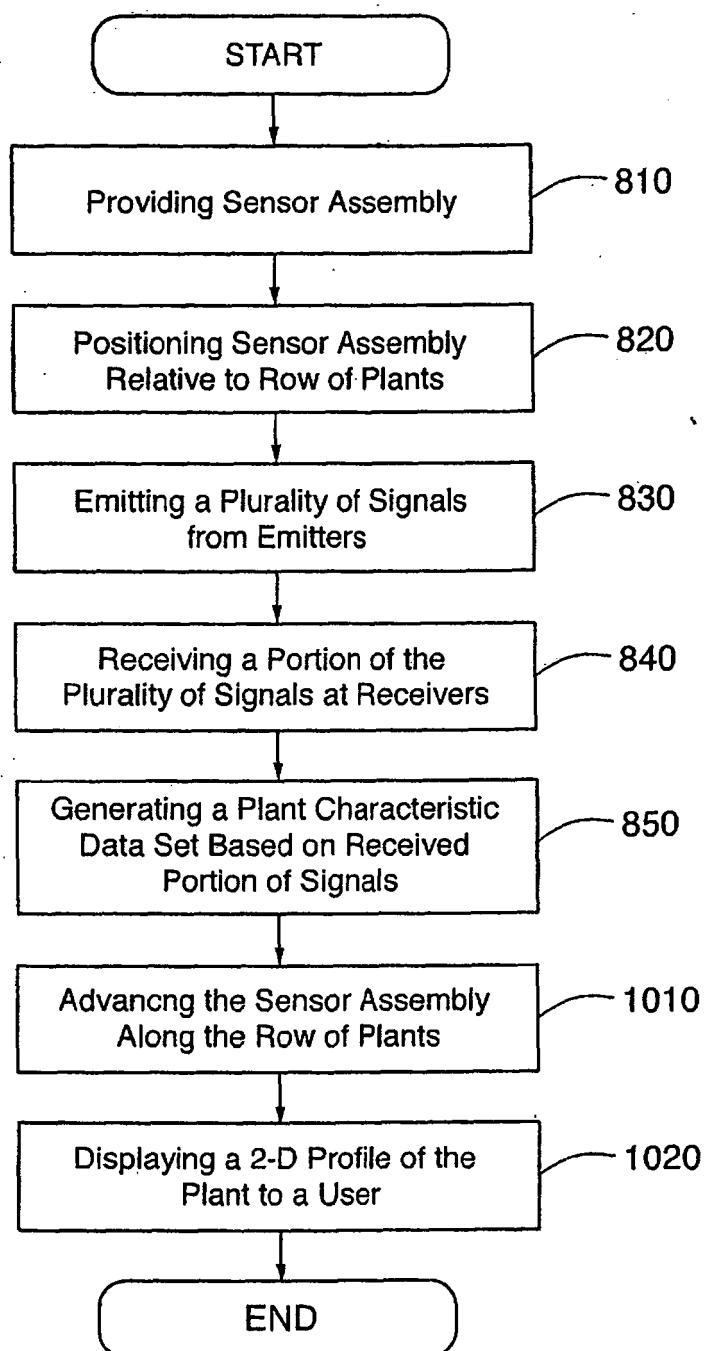 START
Providing Sensor Assembly
810
Positioning Sensor Assembly
Relative to Row of Plants
820
Emitting a Plurality of Signals
from Emitters
830
Receiving a Portion of the
Plurality of Signals at Receivers
840
Generating a Plant Characteristic
Data Set Based on Received
Portion of Signals
850
Advancng the Sensor Assembly
Along the Row of Plants
1010
Displaying a 2-D Profile of the
Plant to a User
1020
END